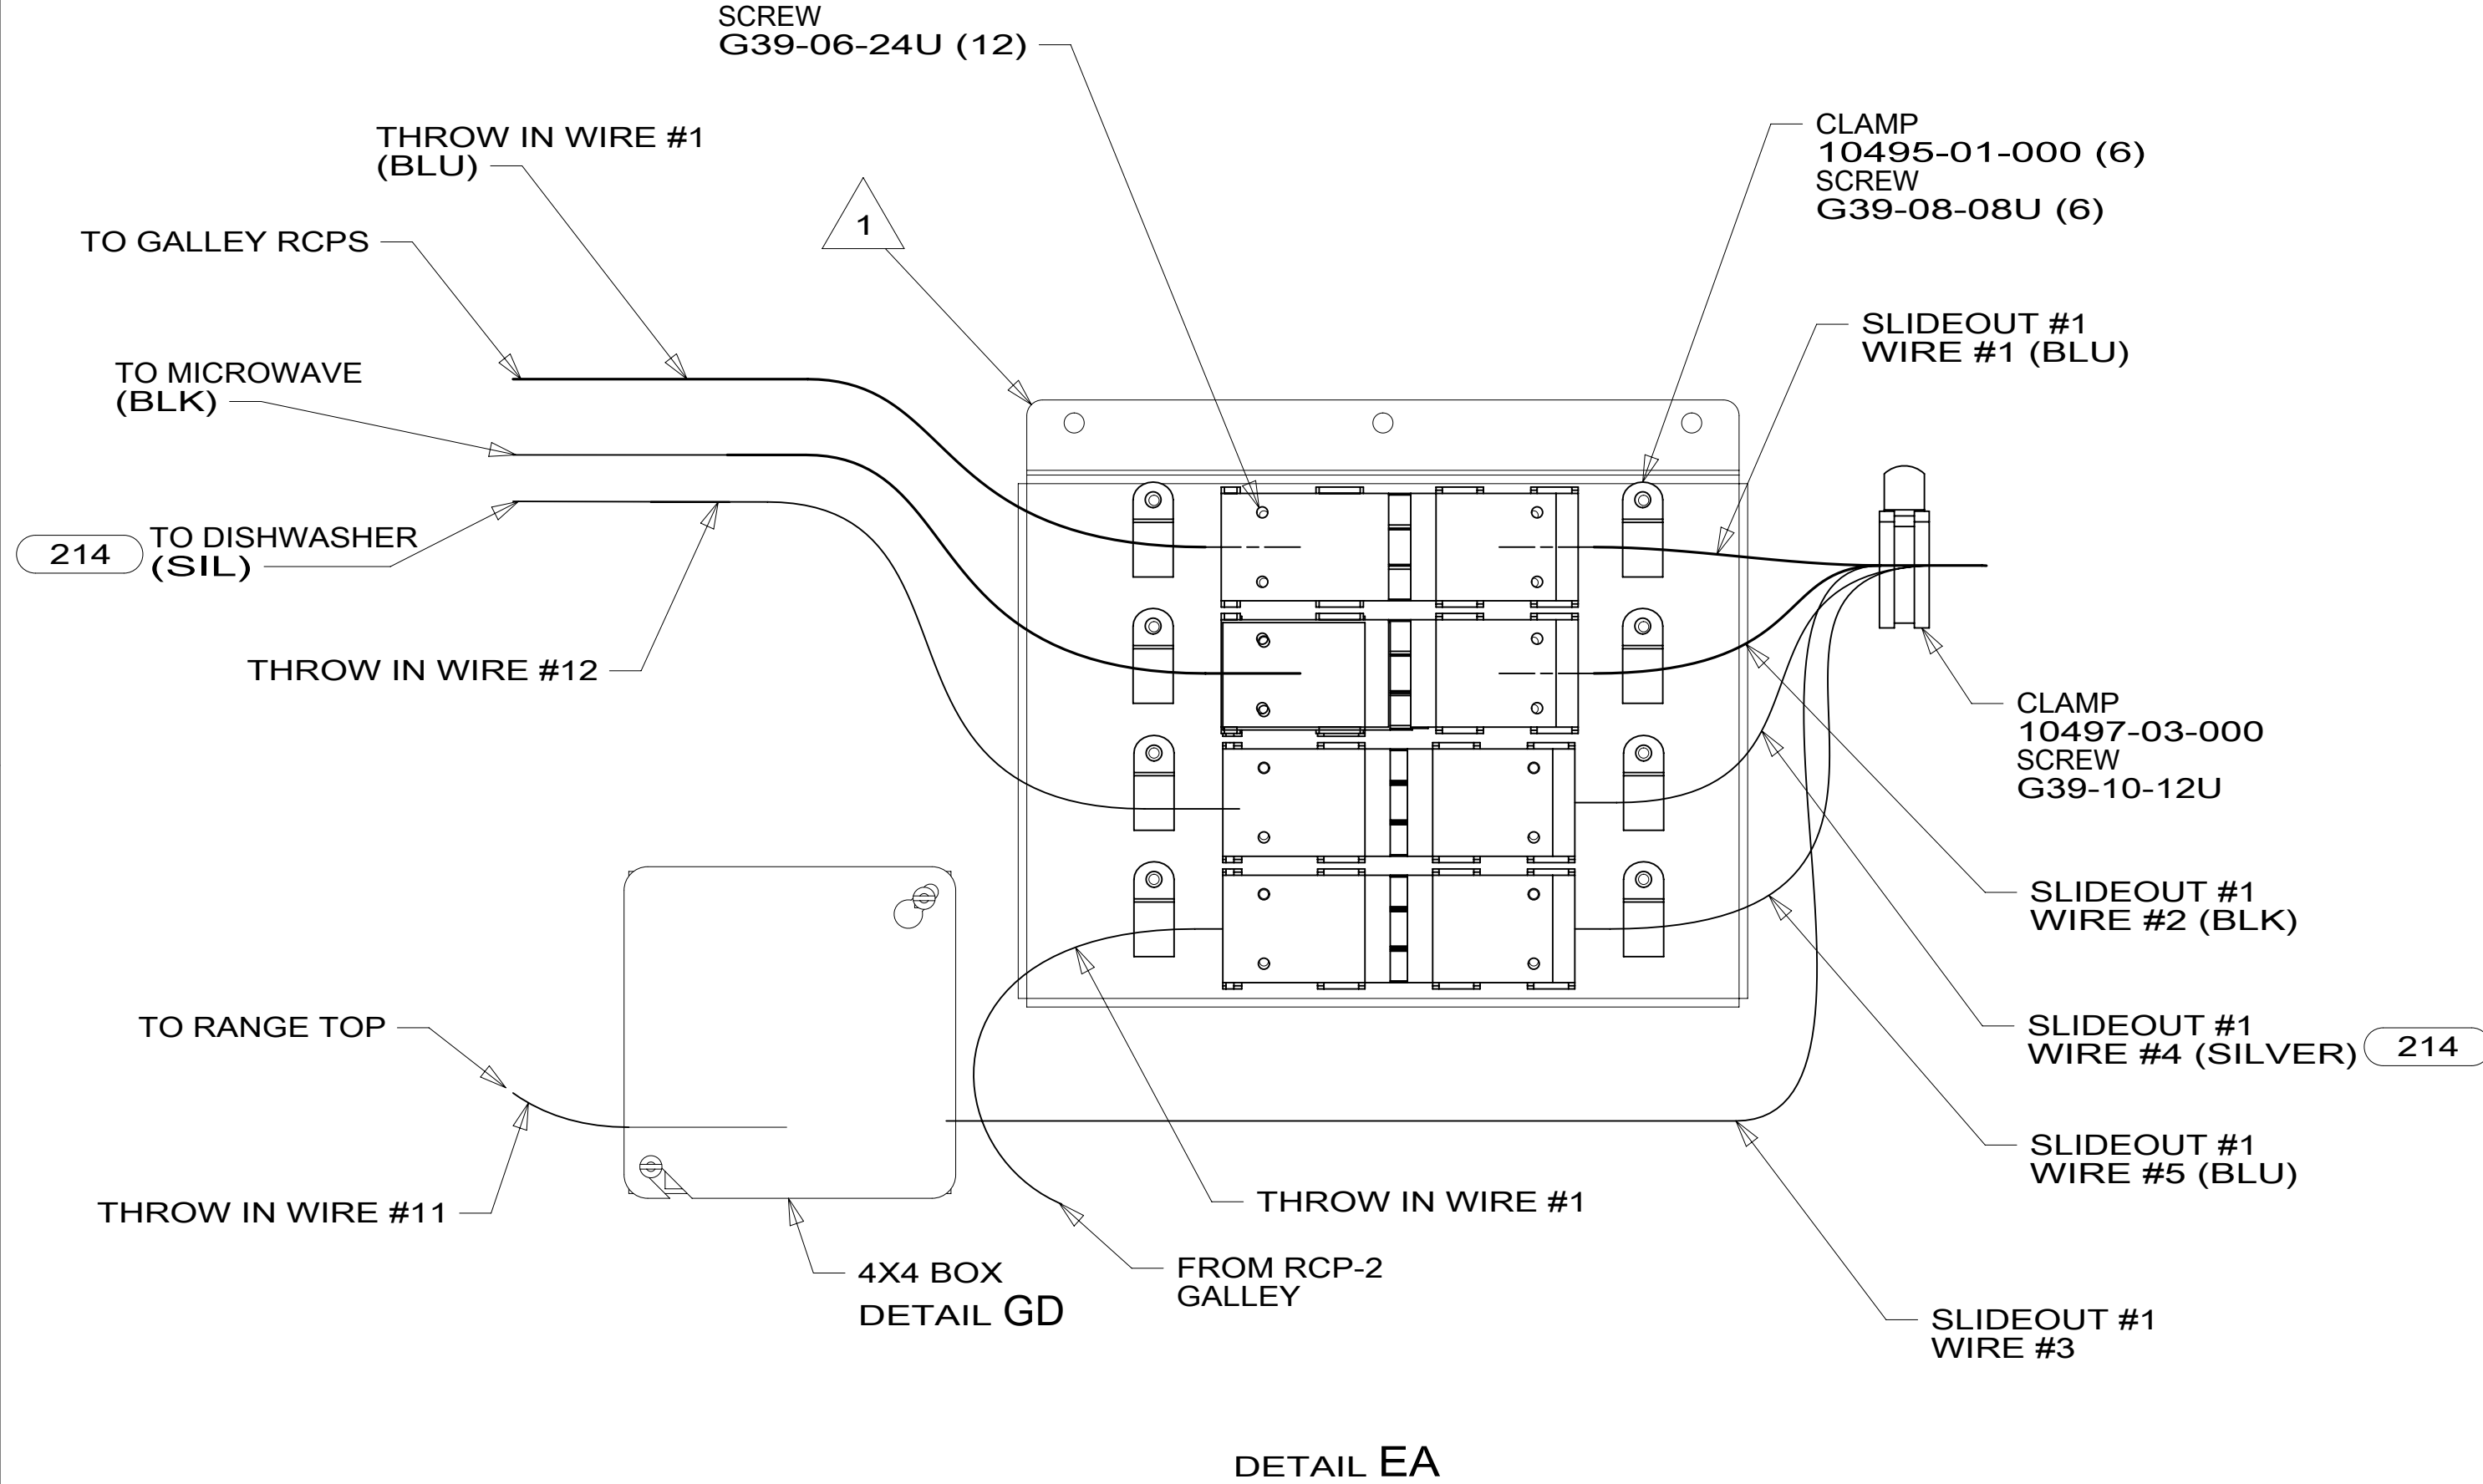 SCREW
G39-06-24U (12)
THROW IN WIRE #1
(BLU)
CLAMP
10495-01-000 (6)
SCREW
G39-08-08U (6)
1
TO GALLEY RCPS
SLIDEOUT #1
WIRE #1 (BLU)
TO MICROWAVE
(BLK)
214
TO DISHWASHER
(SIL)
THROW IN WIRE #12
CLAMP
10497-03-000
SCREW
G39-10-12U
SLIDEOUT #1
WIRE #2 (BLK)
TO RANGE TOP
SLIDEOUT #1
WIRE #4 (SILVER)
214
SLIDEOUT #1
WIRE #5 (BLU)
THROW IN WIRE #11
THROW IN WIRE #1
4X4 BOX
DETAIL GD
FROM RCP-2
GALLEY
SLIDEOUT #1
WIRE #3
DETAIL EA